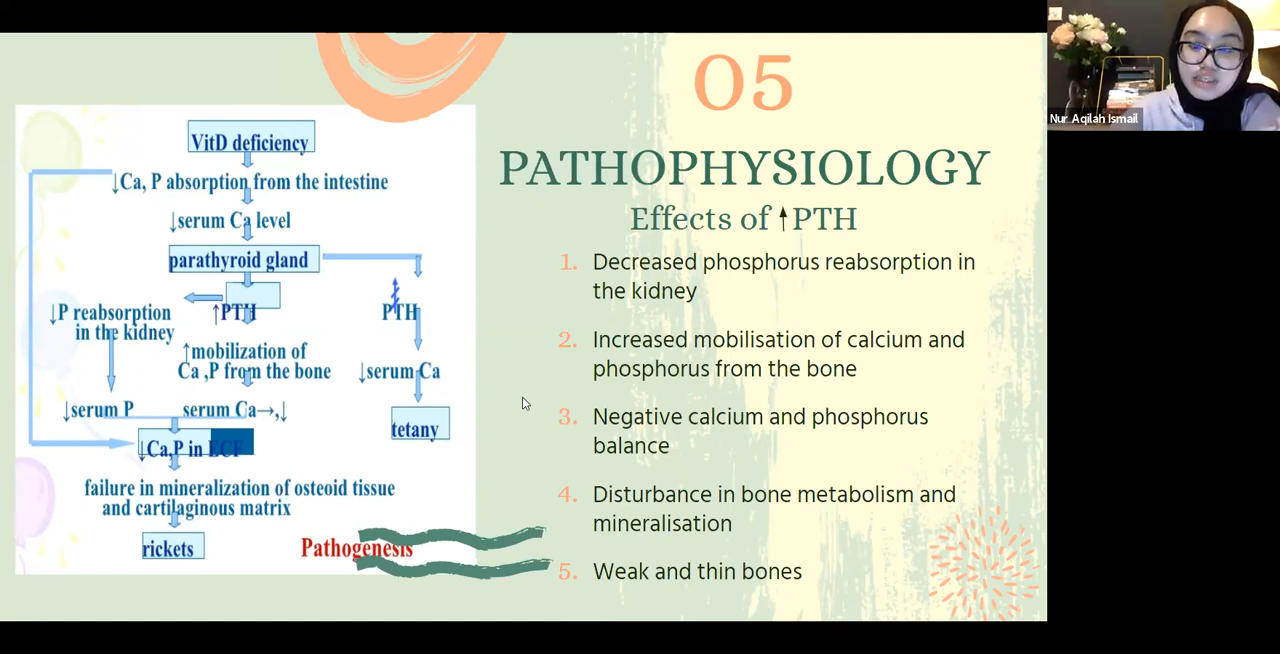 VitD deficiency
↓Ca, P absorption from the intestine
↓serum Ca level
parathyroid gland
↓P reabsorption
in the kidney
↑PTH
PTH
↑mobilization of
Ca ,P from the bone
↓serum Ca
↓serum P
serum Ca→,↓
tetany
↓Ca,P in ECF
failure in mineralization of osteoid tissue
and cartilaginous matrix
rickets
Pathogenesis
05
PATHOPHYSIOLOGY
Effects of ↑PTH
1. Decreased phosphorus reabsorption in
the kidney
2. Increased mobilisation of calcium and
phosphorus from the bone
3. Negative calcium and phosphorus
balance
4. Disturbance in bone metabolism and
mineralisation
5. Weak and thin bones
Nur Aqilah Ismail